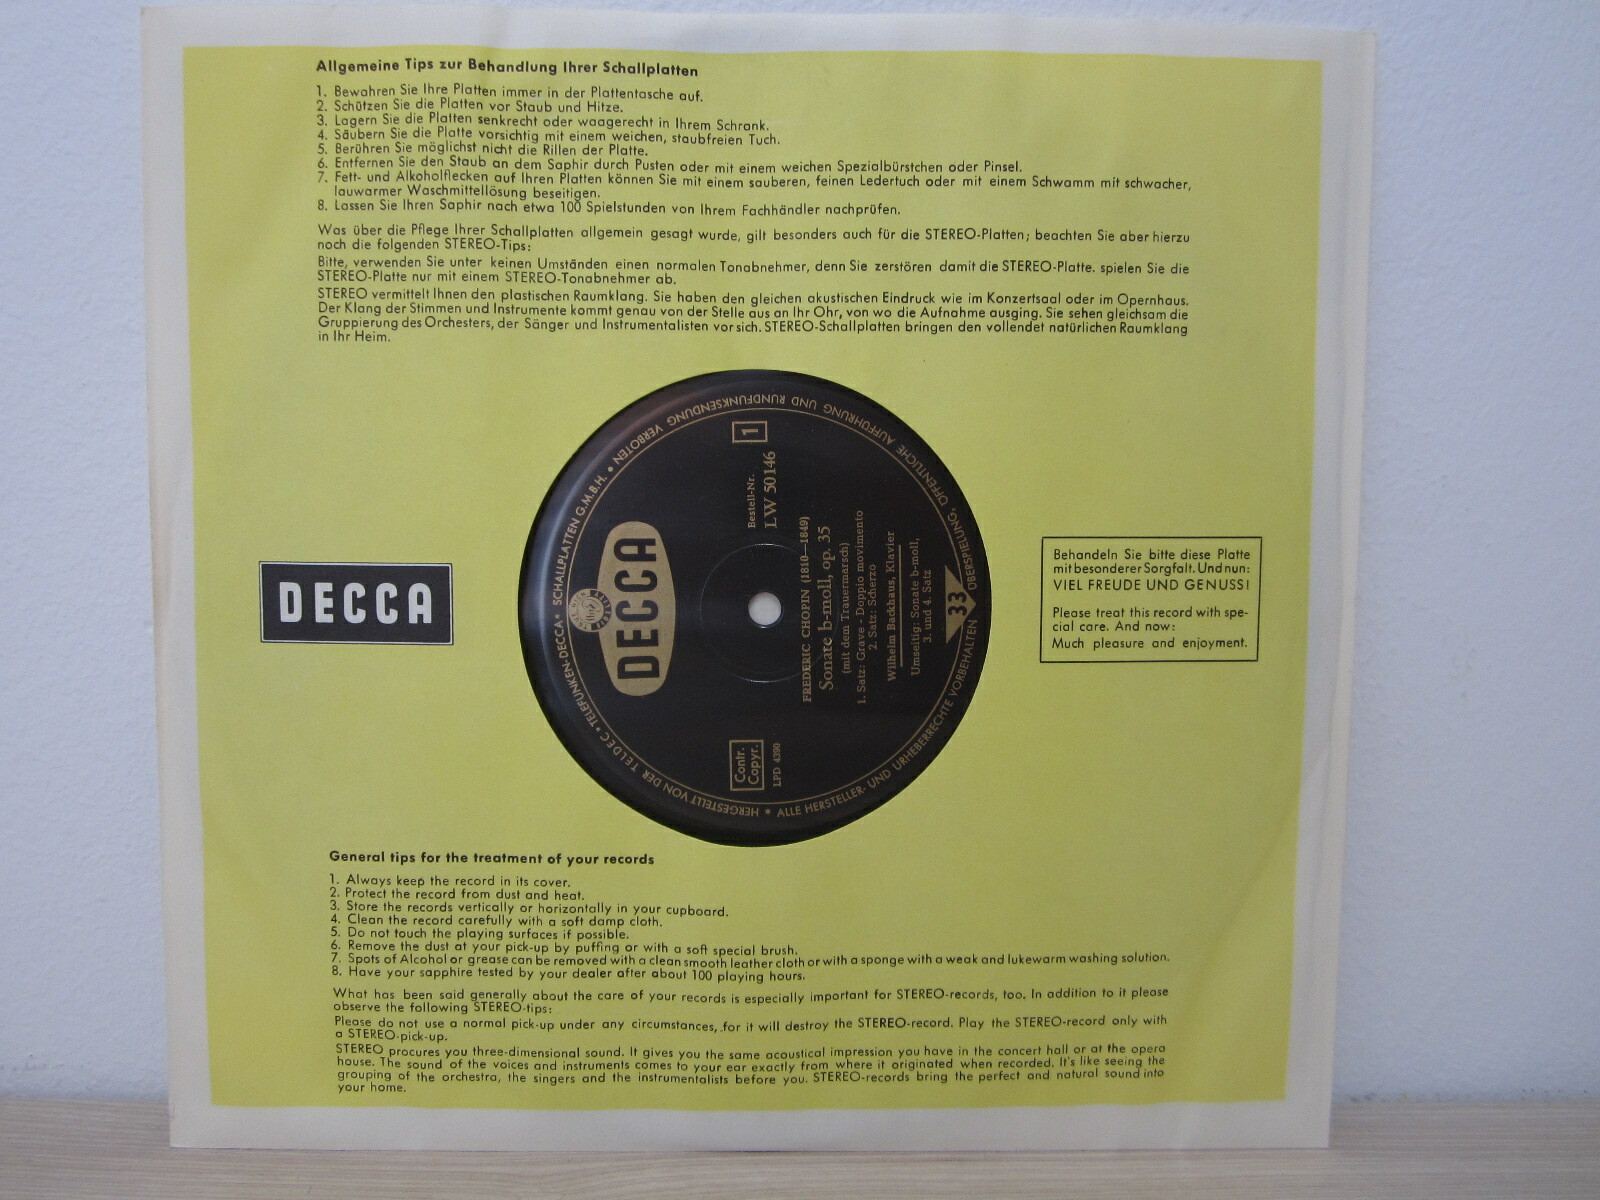 Allgemeine Tips zur Behandlung Ihrer Schallplatten
1. Bewahren Sie Ihre Platten immer in der Plattentasche auf.
2. Schützen Sie die Platten vor Staub und Hitze.
3. Lagern Sie die Platten senkrecht oder waagerecht in Ihrem Schrank.
4. Säubern Sie die Platte vorsichtig mit einem weichen, staubfreien Tuch.
5. Berühren Sie möglichst nicht die Rillen der Platte.
6. Entfernen Sie den Staub an dem Saphir durch Pusten oder mit einem weichen Spezialbürstchen oder Pinsel.
7. Fett- und Alkoholflecken auf Ihren Platten können Sie mit einem sauberen, feinen Ledertuch oder mit einem Schwamm mit schwacher,
lauwarmer Waschmittellösung beseitigen.
8. Lassen Sie Ihren Saphir nach etwa 100 Spielstunden von Ihrem Fachhändler nachprüfen.
Was über die Pflege Ihrer Schallplatten allgemein gesagt wurde, gilt besonders auch für die STEREO-Platten; beachten Sie aber hierzu
noch die folgenden STEREO-Tips:
Bitte, verwenden Sie unter keinen Umständen einen normalen Tonabnehmer, denn Sie zerstören damit die STEREO-Platte. spielen Sie die
STEREO-Platte nur mit einem STEREO-Tonabnehmer ab.
STEREO vermittelt Ihnen den plastischen Raumklang. Sie haben den gleichen akustischen Eindruck wie im Konzertsaal oder im Opernhaus.
Der Klang der Stimmen und Instrumente kommt genau von der Stelle aus an Ihr Ohr, von wo die Aufnahme ausging. Sie sehen gleichsam die
Gruppierung des Orchesters, der Sänger und Instrumentalisten vor sich. STEREO-Schallplatten bringen den vollendet natürlichen Raumklang
in Ihr Heim.
DECCA
HERGESTELLT VON DER TELDEC • TELEFUNKEN-DECCA • SCHALLPLATTEN G.M.B.H. •
VERBOTEN
ALLE HERSTELLER- UND URHEBERRECHTE VORBEHALTEN
ÜBERSPIELUNG, ÖFFENTLICHE AUFFÜHRUNG UND RUNDFUNKSENDUNG
DECCA
Contr.
Copyr.
LPD 4390
1
Bestell-Nr.
LW 50 146
FREDERIC CHOPIN (1810—1849)
Sonate b-moll, op. 35
(mit dem Trauermarsch)
1. Satz: Grave - Doppio movimento
2. Satz: Scherzo
Wilhelm Backhaus, Klavier
Umseitig: Sonate b-moll,
3. und 4. Satz
33
Behandeln Sie bitte diese Platte
mit besonderer Sorgfalt. Und nun:
VIEL FREUDE UND GENUSS!
Please treat this record with spe-
cial care. And now:
Much pleasure and enjoyment.
General tips for the treatment of your records
1. Always keep the record in its cover.
2. Protect the record from dust and heat.
3. Store the records vertically or horizontally in your cupboard.
4. Clean the record carefully with a soft damp cloth.
5. Do not touch the playing surfaces if possible.
6. Remove the dust at your pick-up by puffing or with a soft special brush.
7. Spots of Alcohol or grease can be removed with a clean smooth leather cloth or with a sponge with a weak and lukewarm washing solution.
8. Have your sapphire tested by your dealer after about 100 playing hours.
What has been said generally about the care of your records is especially important for STEREO-records, too. In addition to it please
observe the following STEREO-tips:
Please do not use a normal pick-up under any circumstances, for it will destroy the STEREO-record. Play the STEREO-record only with
a STEREO-pick-up.
STEREO procures you three-dimensional sound. It gives you the same acoustical impression you have in the concert hall or at the opera
house. The sound of the voices and instruments comes to your ear exactly from where it originated when recorded. It's like seeing the
grouping of the orchestra, the singers and the instrumentalists before you. STEREO-records bring the perfect and natural sound into
your home.